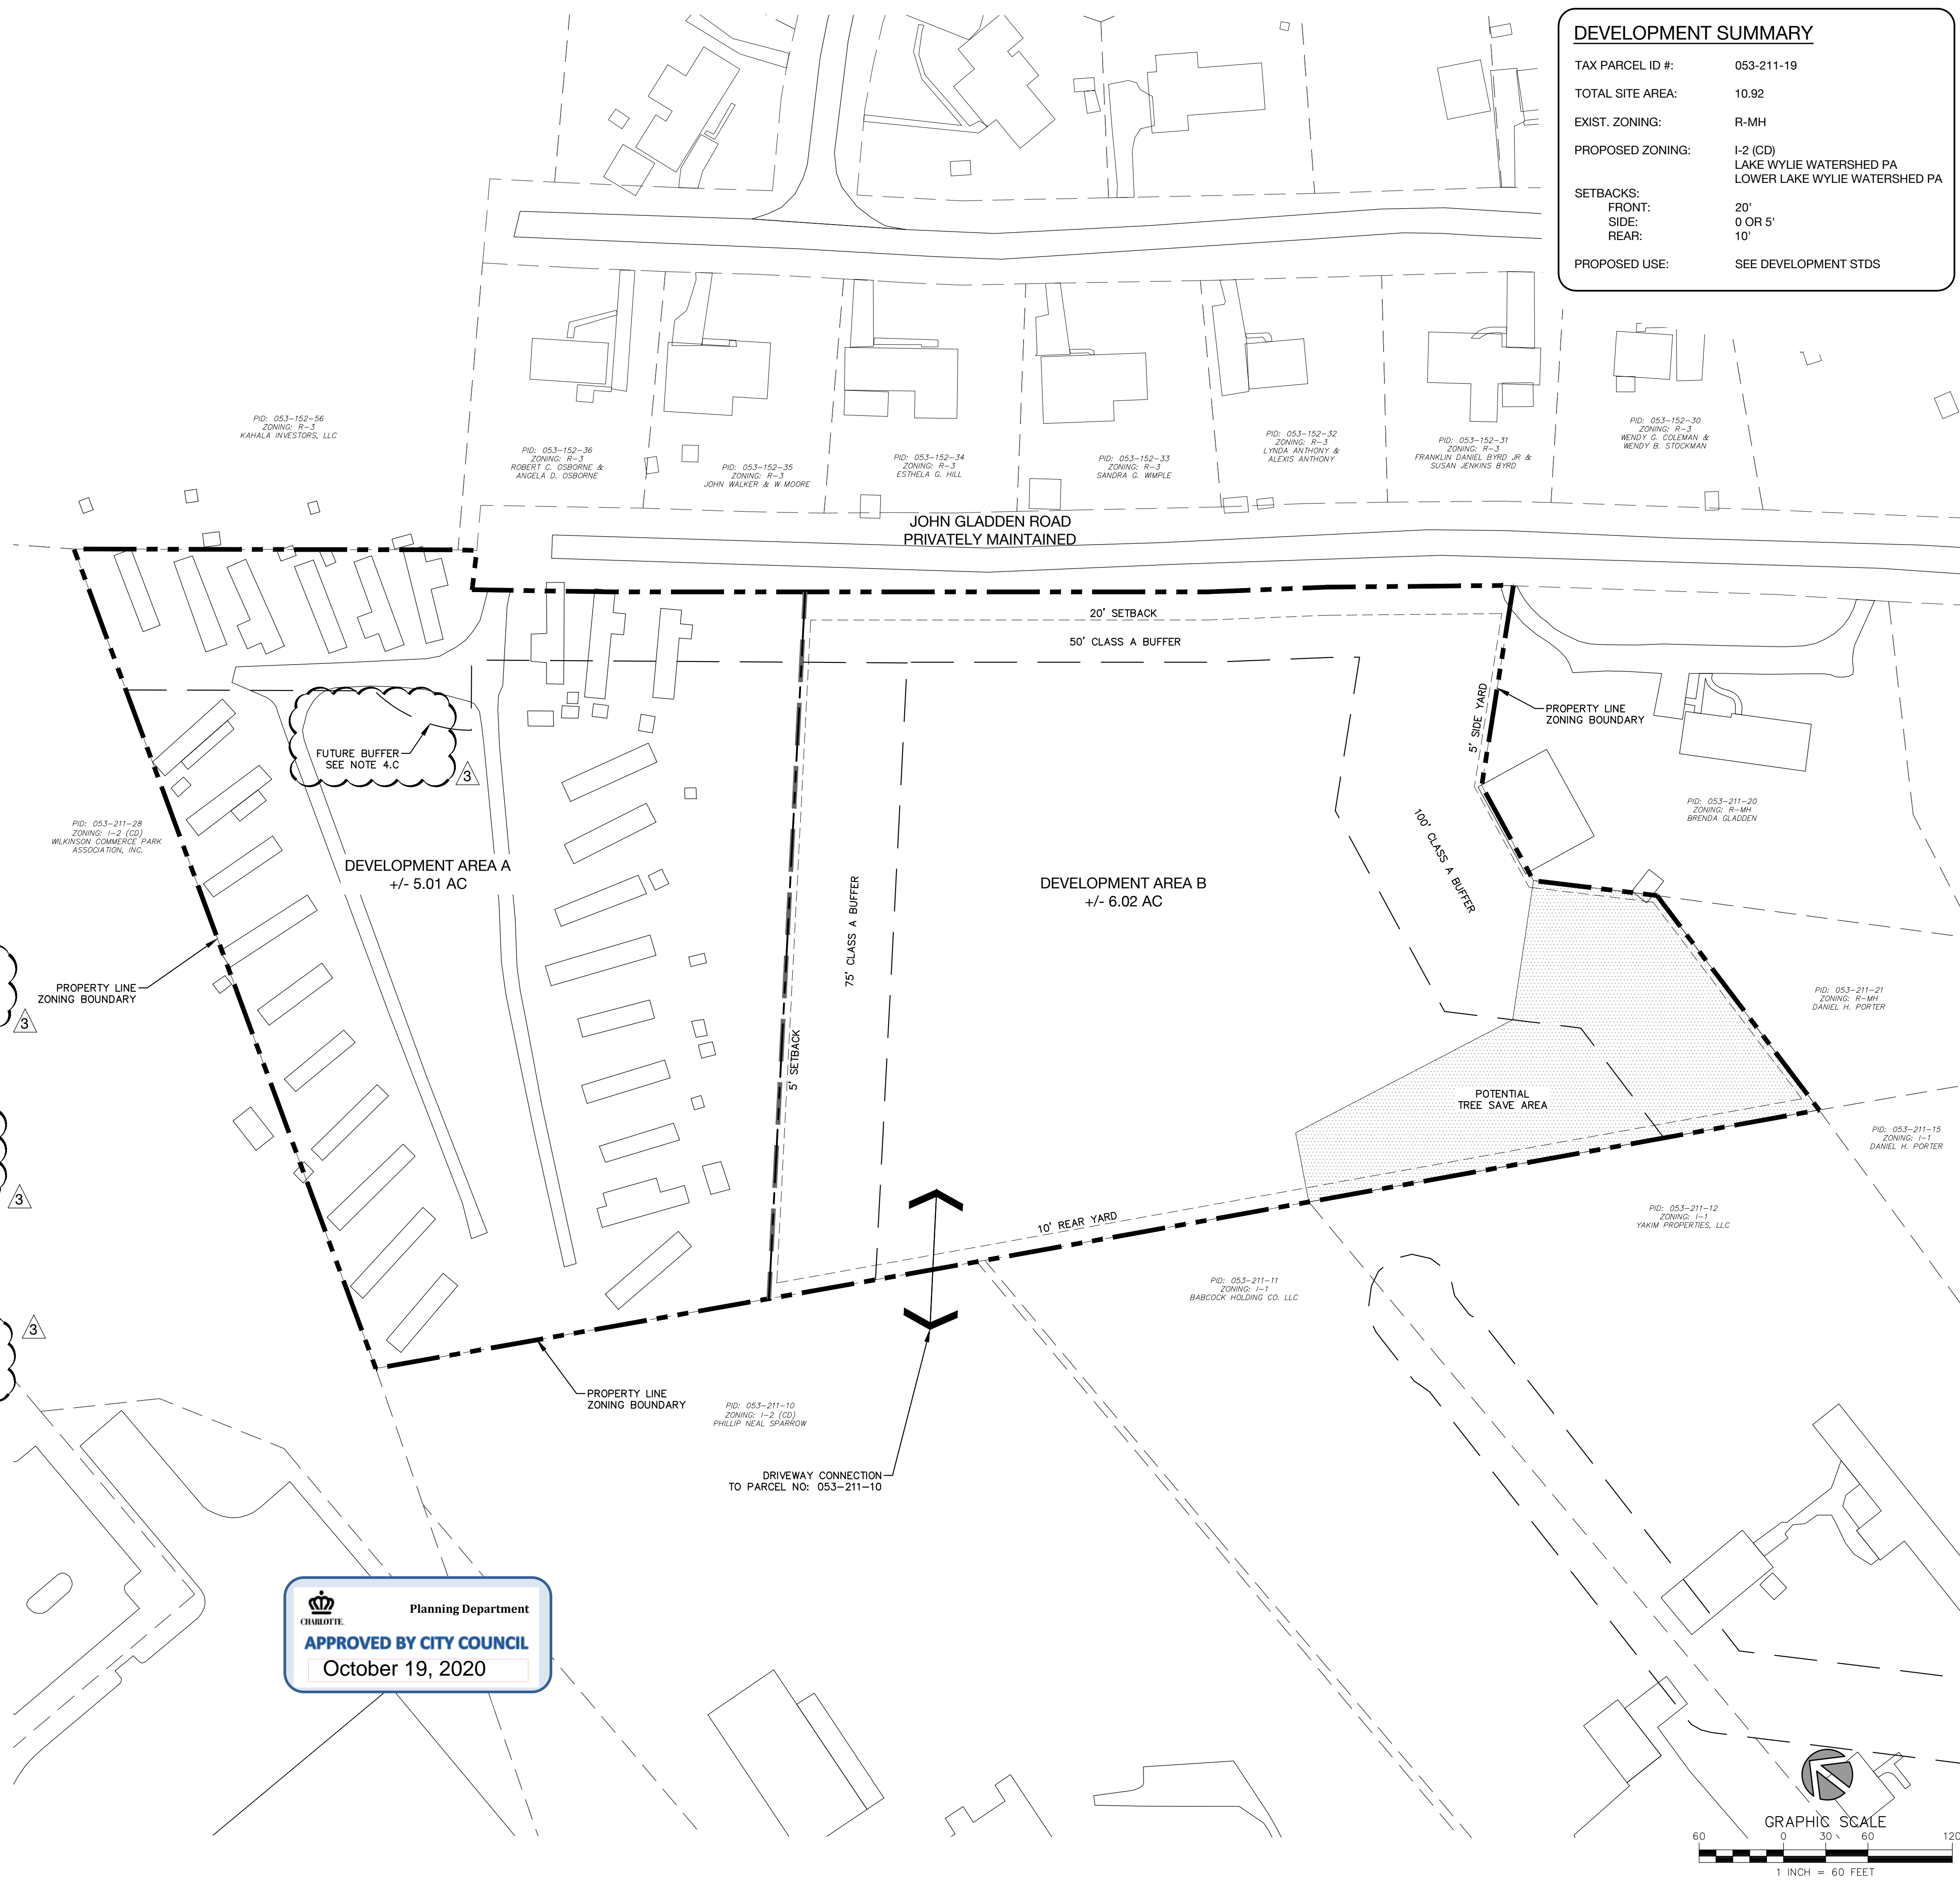 DEVELOPMENT SUMMARY
TAX PARCEL ID #: 053-211-19
TOTAL SITE AREA: 10.92
EXIST. ZONING: R-MH
PROPOSED ZONING: I-2 (CD)
LAKE WYLIE WATERSHED PA
LOWER LAKE WYLIE WATERSHED PA
SETBACKS:
FRONT: 20'
SIDE: 0 OR 5'
REAR: 10'
PROPOSED USE: SEE DEVELOPMENT STDS
PID: 053-152-56
ZONING: R-3
KAHALA INVESTORS, LLC
PID: 053-152-36
ZONING: R-3
ROBERT C. OSBORNE &
ANGELA D. OSBORNE
PID: 053-152-35
ZONING: R-3
JOHN WALKER & W MOORE
PID: 053-152-34
ZONING: R-3
ESTHELA G. HILL
PID: 053-152-33
ZONING: R-3
SANDRA G. WIMPLE
PID: 053-152-32
ZONING: R-3
LYNDA ANTHONY &
ALEXIS ANTHONY
PID: 053-152-31
ZONING: R-3
FRANKLIN DANIEL BYRD JR &
SUSAN JENKINS BYRD
PID: 053-152-30
ZONING: R-3
WENDY G. COLEMAN &
WENDY B. STOCKMAN
JOHN GLADDEN ROAD
PRIVATELY MAINTAINED
20' SETBACK
50' CLASS A BUFFER
5' SIDE YARD
PROPERTY LINE
ZONING BOUNDARY
FUTURE BUFFER
SEE NOTE 4.C
3
PID: 053-211-28
ZONING: I-2 (CD)
WILKINSON COMMERCE PARK
ASSOCIATION, INC.
DEVELOPMENT AREA A
+/- 5.01 AC
75' CLASS A BUFFER
DEVELOPMENT AREA B
+/- 6.02 AC
100' CLASS A BUFFER
PID: 053-211-20
ZONING: R-MH
BRENDA GLADDEN
PROPERTY LINE
ZONING BOUNDARY
3
PID: 053-211-21
ZONING: R-MH
DANIEL H. PORTER
5' SETBACK
POTENTIAL
TREE SAVE AREA
PID: 053-211-15
ZONING: I-1
DANIEL H. PORTER
3
10' REAR YARD
PID: 053-211-12
ZONING: I-1
YAKIM PROPERTIES, LLC
PID: 053-211-11
ZONING: I-1
BABCOCK HOLDING CO. LLC
3
PROPERTY LINE
ZONING BOUNDARY
PID: 053-211-10
ZONING: I-2 (CD)
PHILLIP NEAL SPARROW
DRIVEWAY CONNECTION
TO PARCEL NO: 053-211-10
CHARLOTTE.
Planning Department
APPROVED BY CITY COUNCIL
October 19, 2020
GRAPHIC SCALE
60 0 30 60 120
1 INCH = 60 FEET